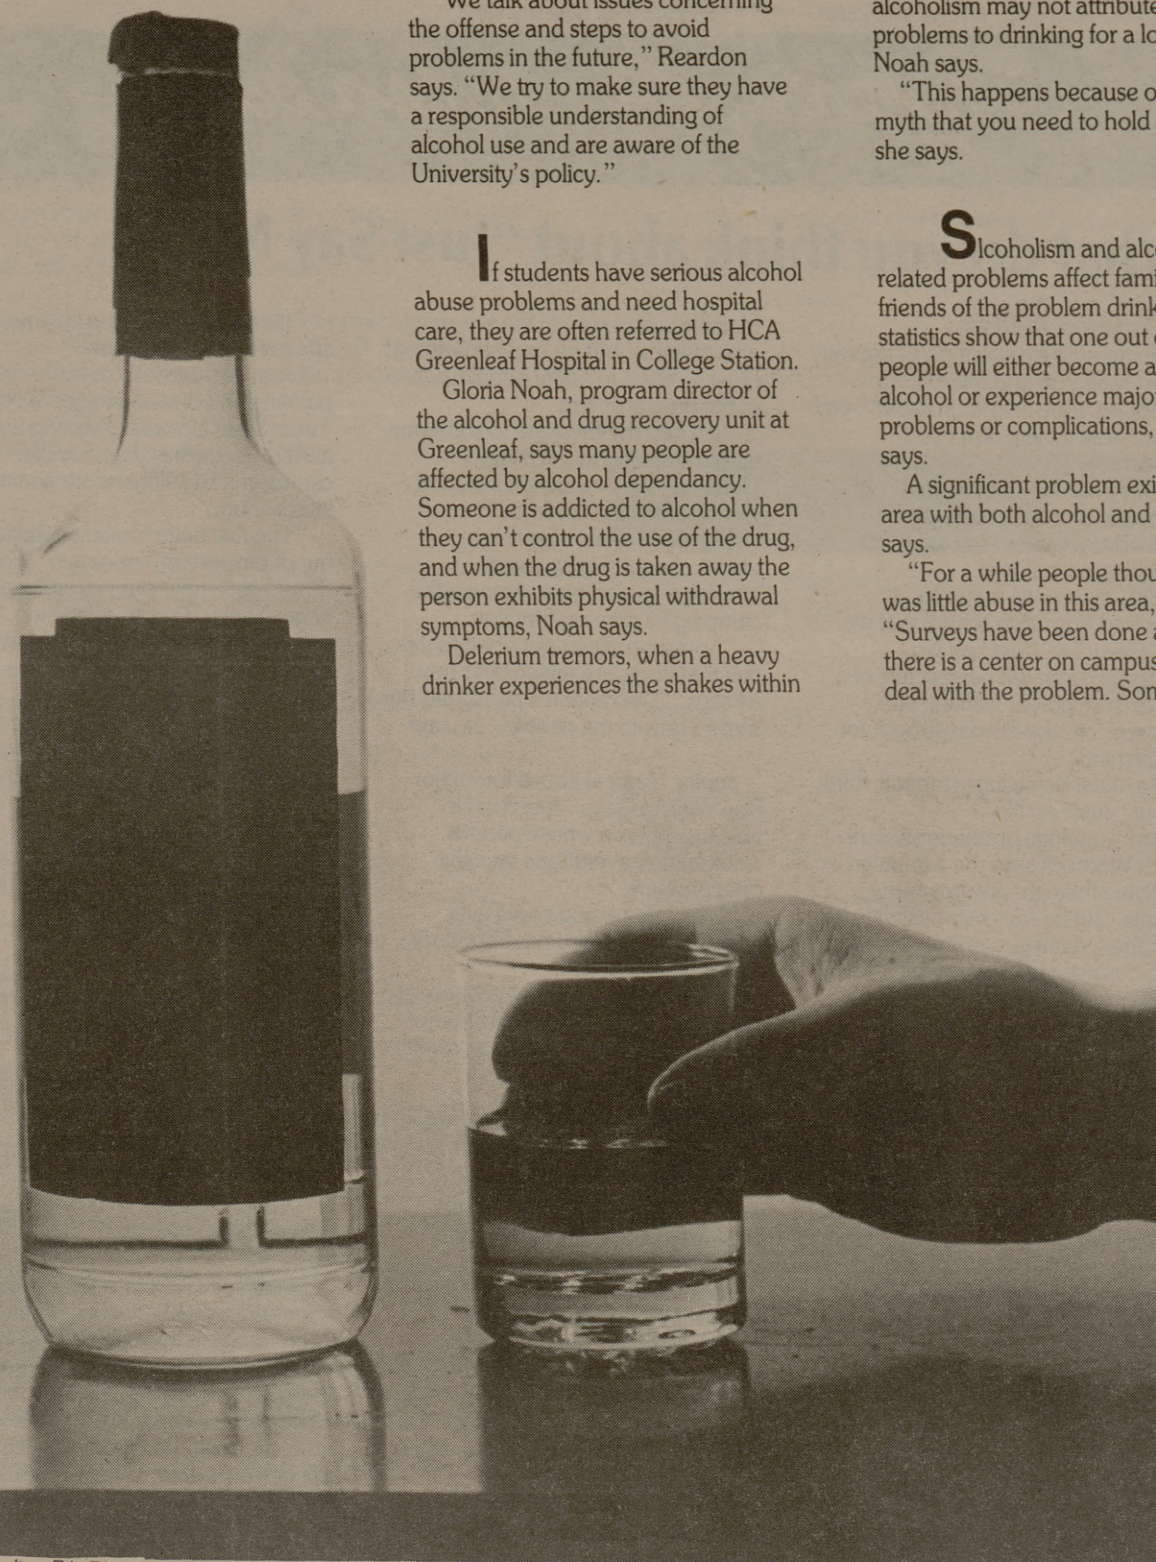 We talk about issues concerning
the offense and steps to avoid
problems in the future,” Reardon
says. “We try to make sure they have
a responsible understanding of
alcohol use and are aware of the
University’s policy.”
If students have serious alcohol
abuse problems and need hospital
care, they are often referred to HCA
Greenleaf Hospital in College Station.
Gloria Noah, program director of
the alcohol and drug recovery unit at
Greenleaf, says many people are
affected by alcohol dependancy.
Someone is addicted to alcohol when
they can’t control the use of the drug,
and when the drug is taken away the
person exhibits physical withdrawal
symptoms, Noah says.
Delerium tremors, when a heavy
drinker experiences the shakes within
alcoholism may not attribute
problems to drinking for a
Noah says.
“This happens because
myth that you need to hold
she says.
Slcoholism and
related problems affect
friends of the problem
statistics show that one out
people will either become
alcohol or experience
problems or complications,
says.
A significant problem
area with both alcohol and
says.
“For a while people
was little abuse in this area,
“Surveys have been done
there is a center on campus
deal with the problem.